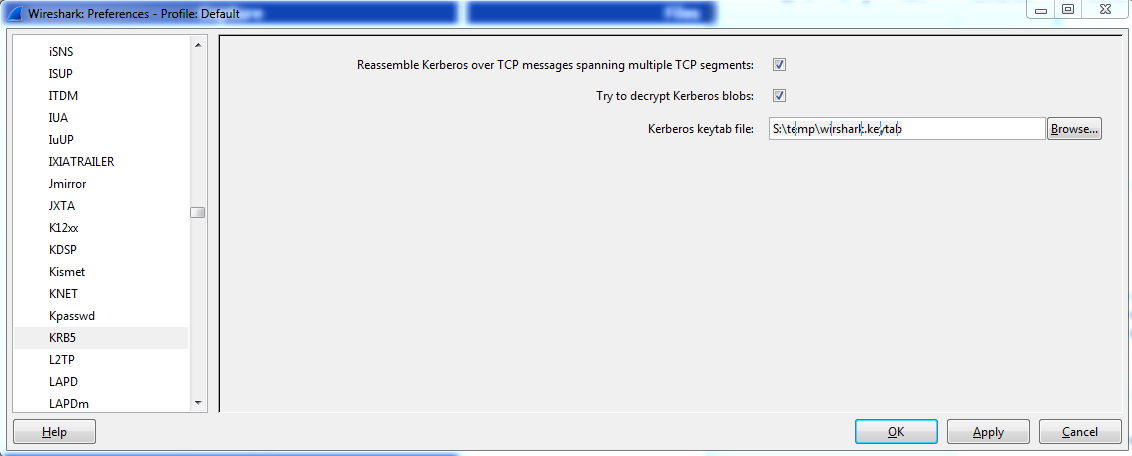 Wireshark: Preferences - Profile: Default
Files
iSNS
ISUP
ITDM
IUA
IuUP
IXIATRAILER
Jmirror
JXTA
K12xx
KDSP
Kismet
KNET
Kpasswd
KRB5
L2TP
LAPD
LAPDm
Reassemble Kerberos over TCP messages spanning multiple TCP segments:
Try to decrypt Kerberos blobs:
Kerberos keytab file: S:\temp\wirshark.keytab Browse...
Help OK Apply Cancel